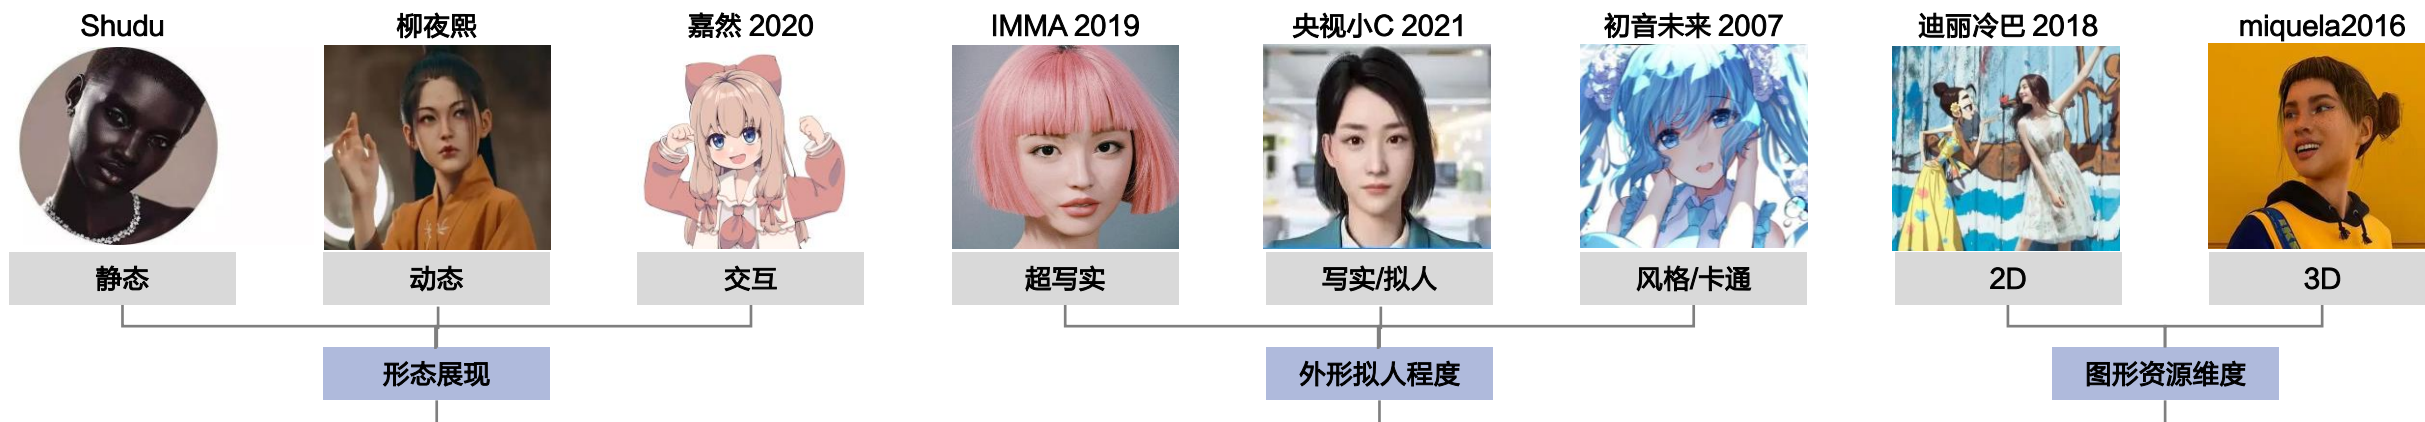 Shudu
柳夜熙
嘉然 2020
IMMA 2019
央视小C 2021
初音未来 2007
迪丽冷巴 2018
miquela2016
静态
动态
交互
超写实
写实/拟人
风格/卡通
2D
3D
形态展现
外形拟人程度
图形资源维度